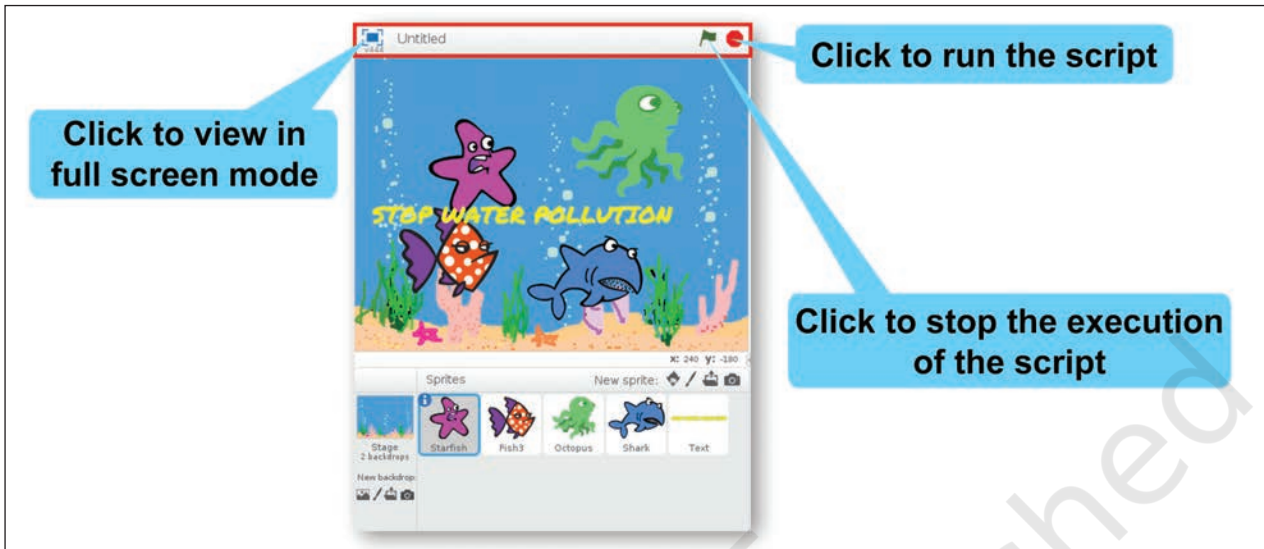 Untitled
v444
Click to run the script
Click to view in
full screen mode
STOP WATER POLLUTION
Click to stop the execution
of the script
x: 240 y: -180
Sprites
New sprite:
Stage
2 backdrops
Starfish
Fish3
Octopus
Shark
Text
New backdrop
shed